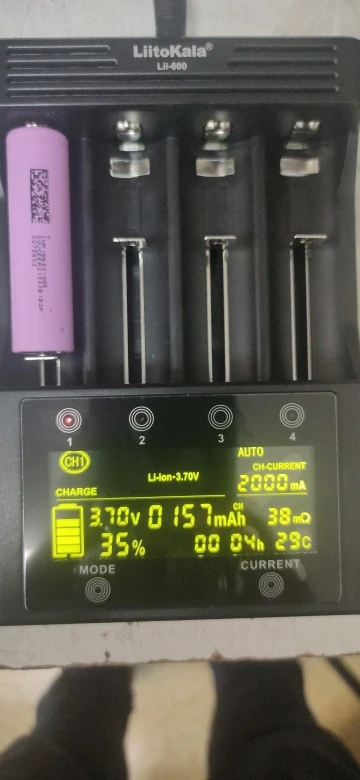 LiitoKala®
Lii-600
1 2 3 4
CH1
AUTO
Li-ion-3.70V
CH-CURRENT
2000mA
CHARGE
3.70V 0157mAh CH 38mΩ
35% 00 04h 29C
MODE CURRENT